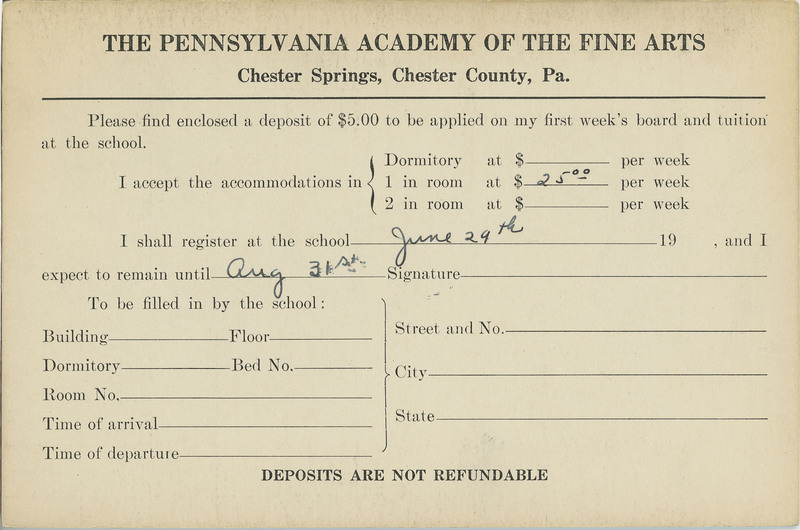 THE PENNSYLVANIA ACADEMY OF THE FINE ARTS
Chester Springs, Chester County, Pa.
Please find enclosed a deposit of $5.00 to be applied on my first week's board and tuition
at the school.
Dormitory at $ per week
I accept the accommodations in 1 in room at $ 25.00 per week
2 in room at $ per week
I shall register at the school June 29th 19 , and I
expect to remain until Aug 31st Signature
To be filled in by the school:
Street and No.
Building Floor
Dormitory Bed No.
City
Room No.
State
Time of arrival
Time of departure
DEPOSITS ARE NOT REFUNDABLE